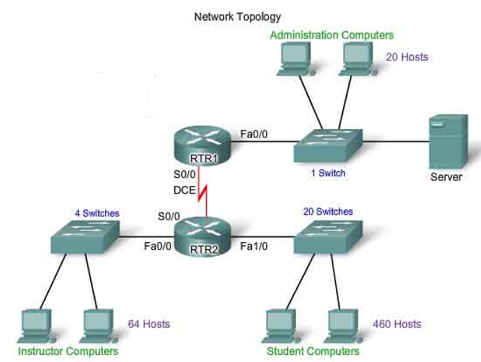 Network Topology
Administration Computers
20 Hosts
Fa0/0
RTR1
1 Switch
Server
S0/0
DCE
4 Switches
S0/0
20 Switches
Fa0/0
RTR2
Fa1/0
64 Hosts
460 Hosts
Instructor Computers
Student Computers